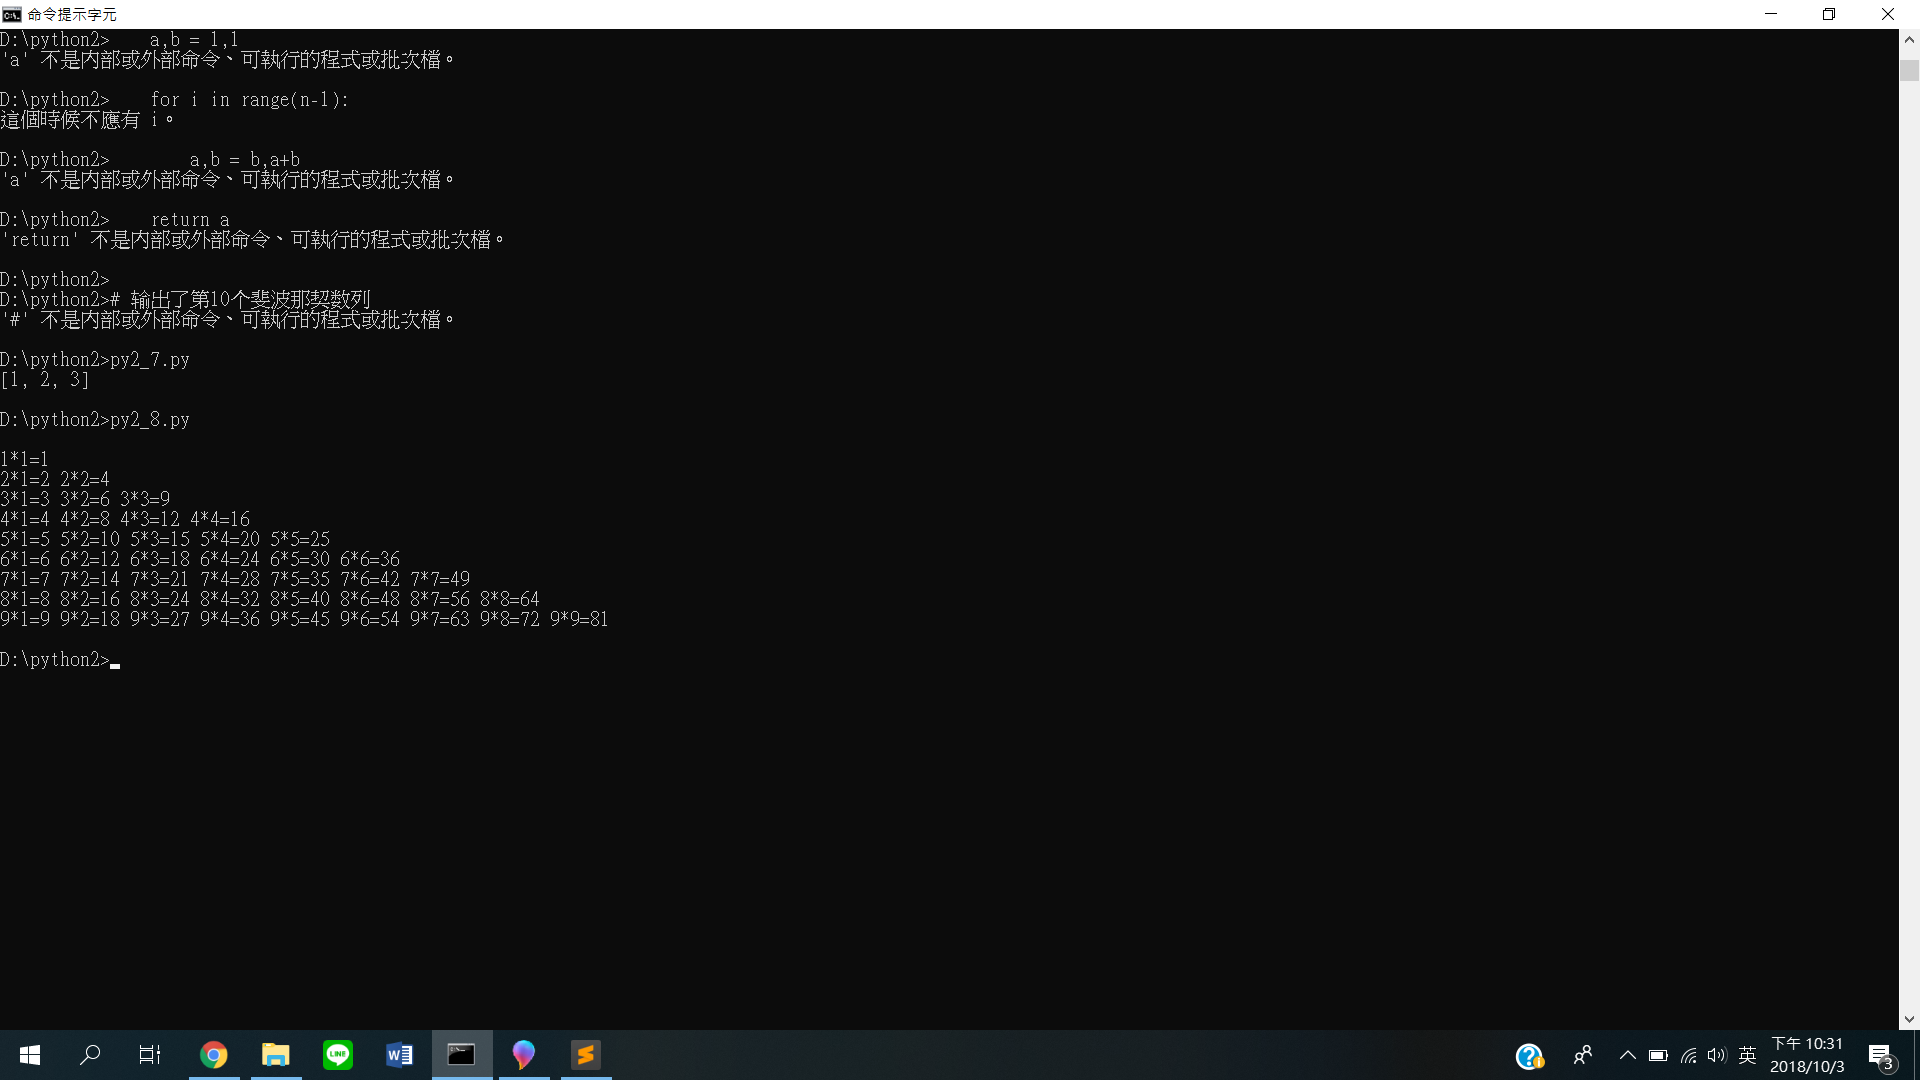 命令提示字元
D:\python2>    a,b = 1,1
'a' 不是內部或外部命令、可執行的程式或批次檔。
D:\python2>    for i in range(n-1):
這個時候不應有 i。
D:\python2>        a,b = b,a+b
'a' 不是內部或外部命令、可執行的程式或批次檔。
D:\python2>    return a
'return' 不是內部或外部命令、可執行的程式或批次檔。
D:\python2>
D:\python2># 输出了第10个斐波那契数列
'#' 不是內部或外部命令、可執行的程式或批次檔。
D:\python2>py2_7.py
[1, 2, 3]
D:\python2>py2_8.py
1*1=1
2*1=2 2*2=4
3*1=3 3*2=6 3*3=9
4*1=4 4*2=8 4*3=12 4*4=16
5*1=5 5*2=10 5*3=15 5*4=20 5*5=25
6*1=6 6*2=12 6*3=18 6*4=24 6*5=30 6*6=36
7*1=7 7*2=14 7*3=21 7*4=28 7*5=35 7*6=42 7*7=49
8*1=8 8*2=16 8*3=24 8*4=32 8*5=40 8*6=48 8*7=56 8*8=64
9*1=9 9*2=18 9*3=27 9*4=36 9*5=45 9*6=54 9*7=63 9*8=72 9*9=81
D:\python2>
LINE
英
下午 10:31
2018/10/3
3